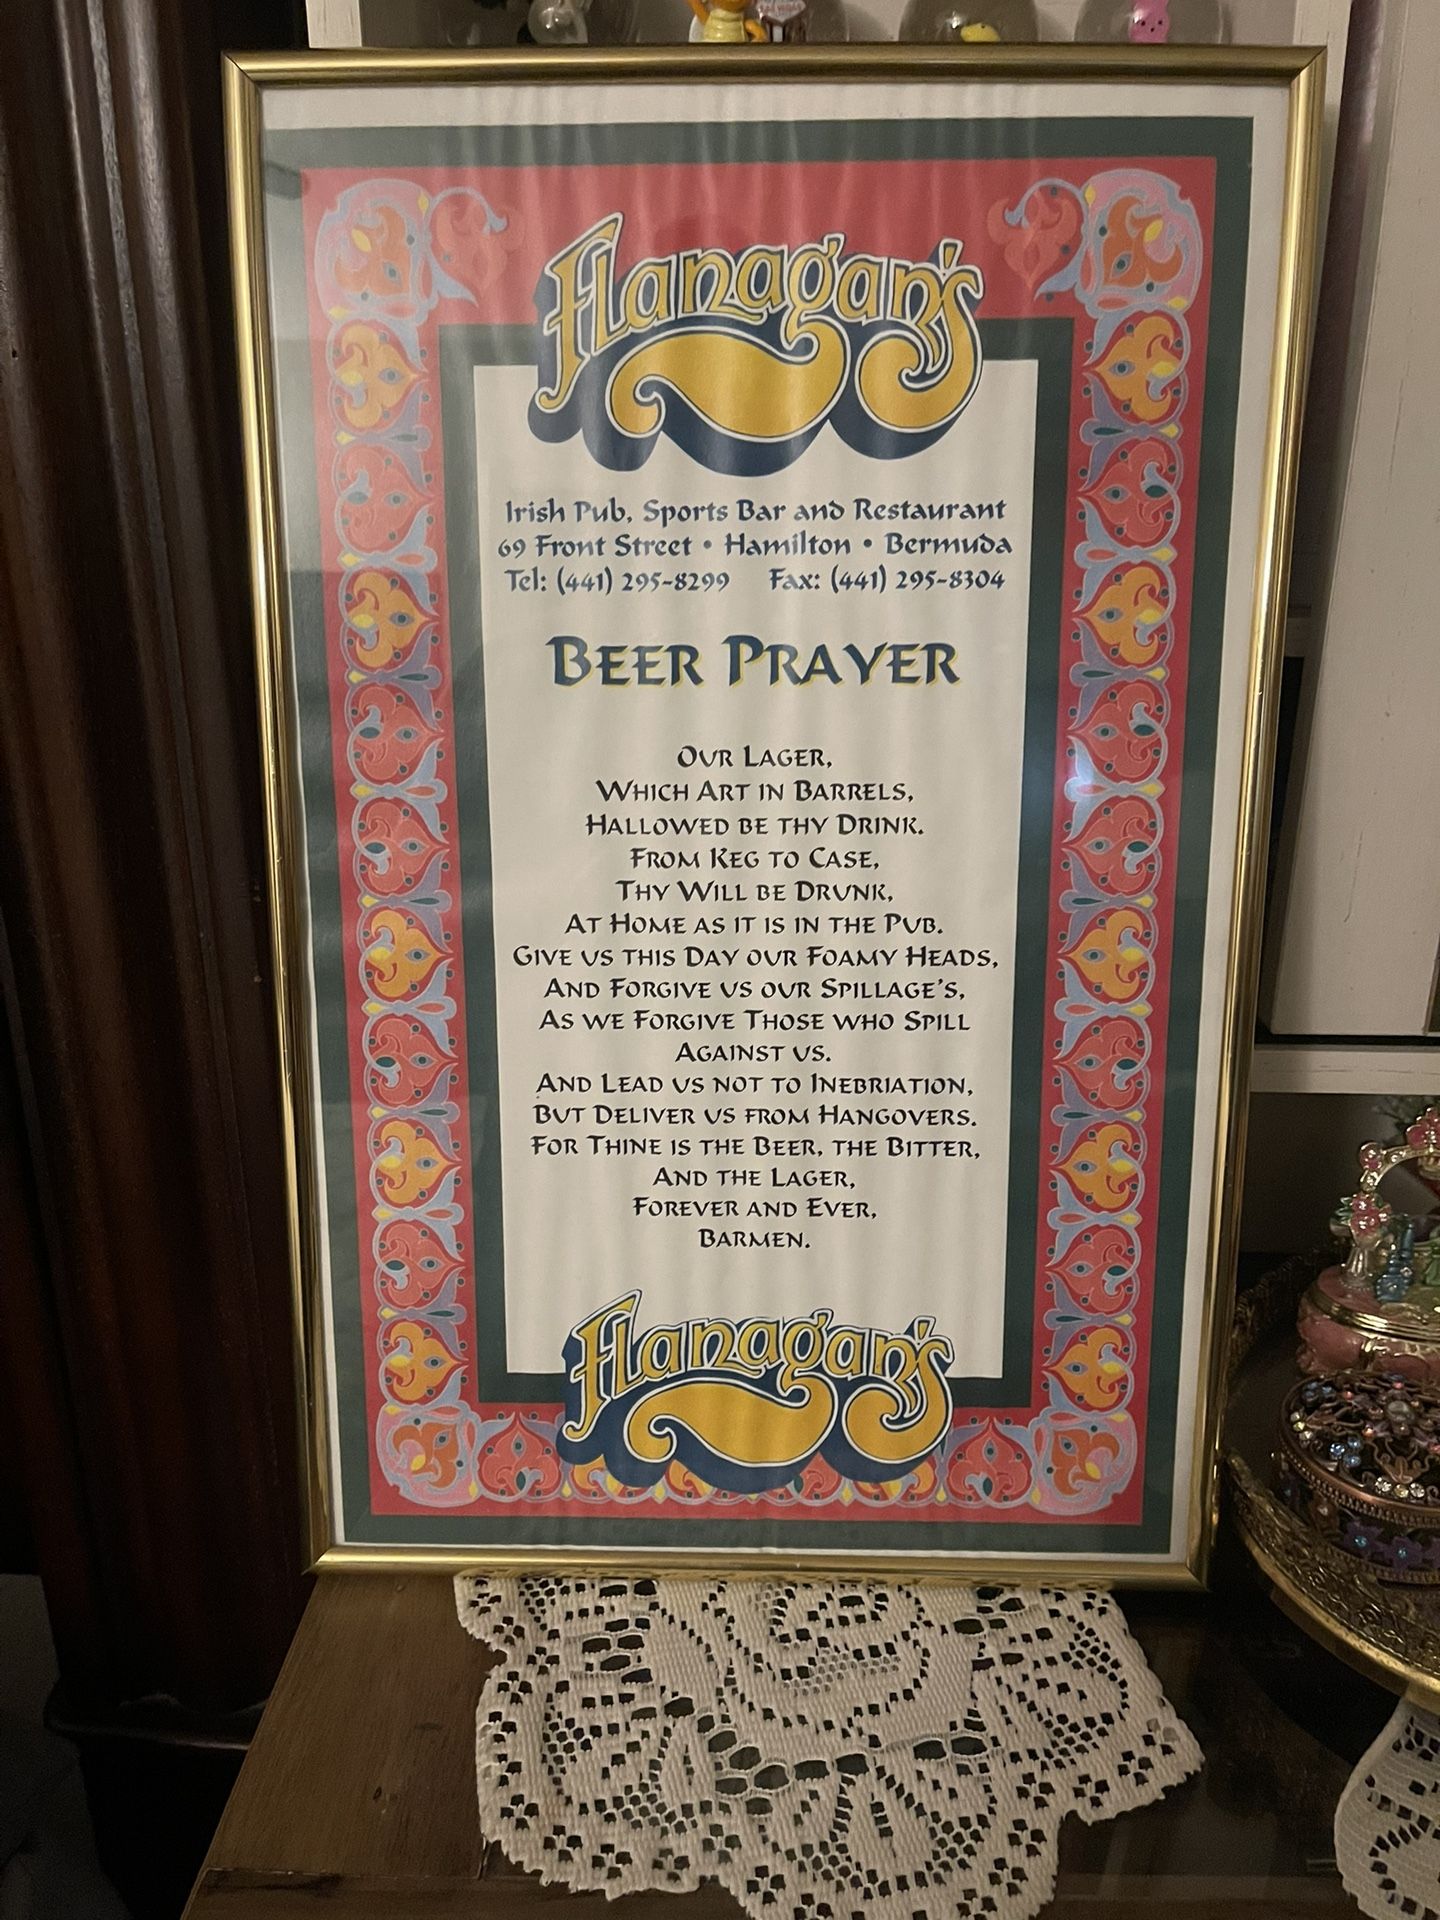 Flanagan's
Irish Pub, Sports Bar and Restaurant
69 Front Street • Hamilton • Bermuda
Tel: (441) 295-8299 Fax: (441) 295-8304
BEER PRAYER
OUR LAGER,
WHICH ART IN BARRELS,
HALLOWED BE THY DRINK.
FROM KEG TO CASE,
THY WILL BE DRUNK,
AT HOME AS IT IS IN THE PUB.
GIVE US THIS DAY OUR FOAMY HEADS,
AND FORGIVE US OUR SPILLAGE'S,
AS WE FORGIVE THOSE WHO SPILL
AGAINST US.
AND LEAD US NOT TO INEBRIATION,
BUT DELIVER US FROM HANGOVERS.
FOR THINE IS THE BEER, THE BITTER,
AND THE LAGER,
FOREVER AND EVER,
BARMEN.
Flanagan's